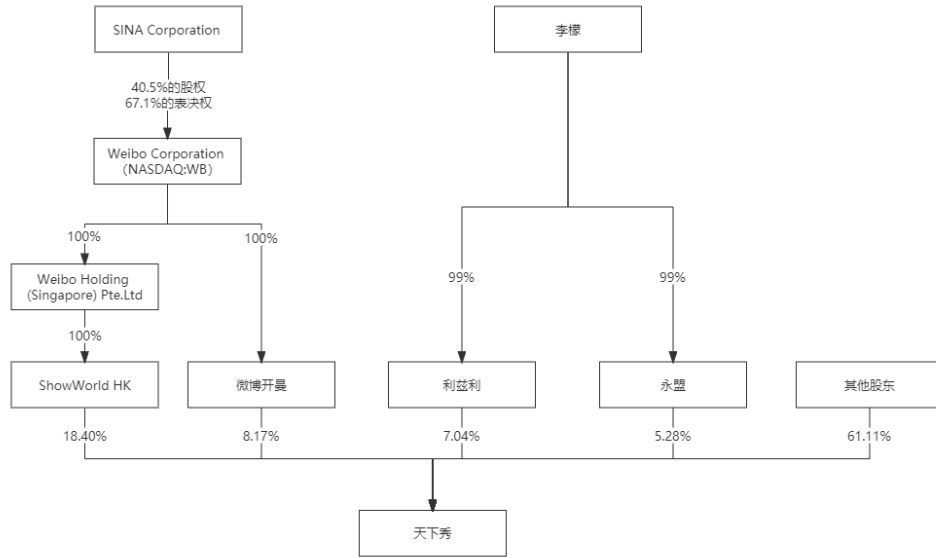 SINA Corporation
李檬
40.5%的股权
67.1%的表决权
Weibo Corporation
（NASDAQ:WB）
100%
100%
Weibo Holding
(Singapore) Pte.Ltd
99%
99%
100%
ShowWorld HK
微博开曼
利兹利
永盟
其他股东
18.40%
8.17%
7.04%
5.28%
61.11%
天下秀